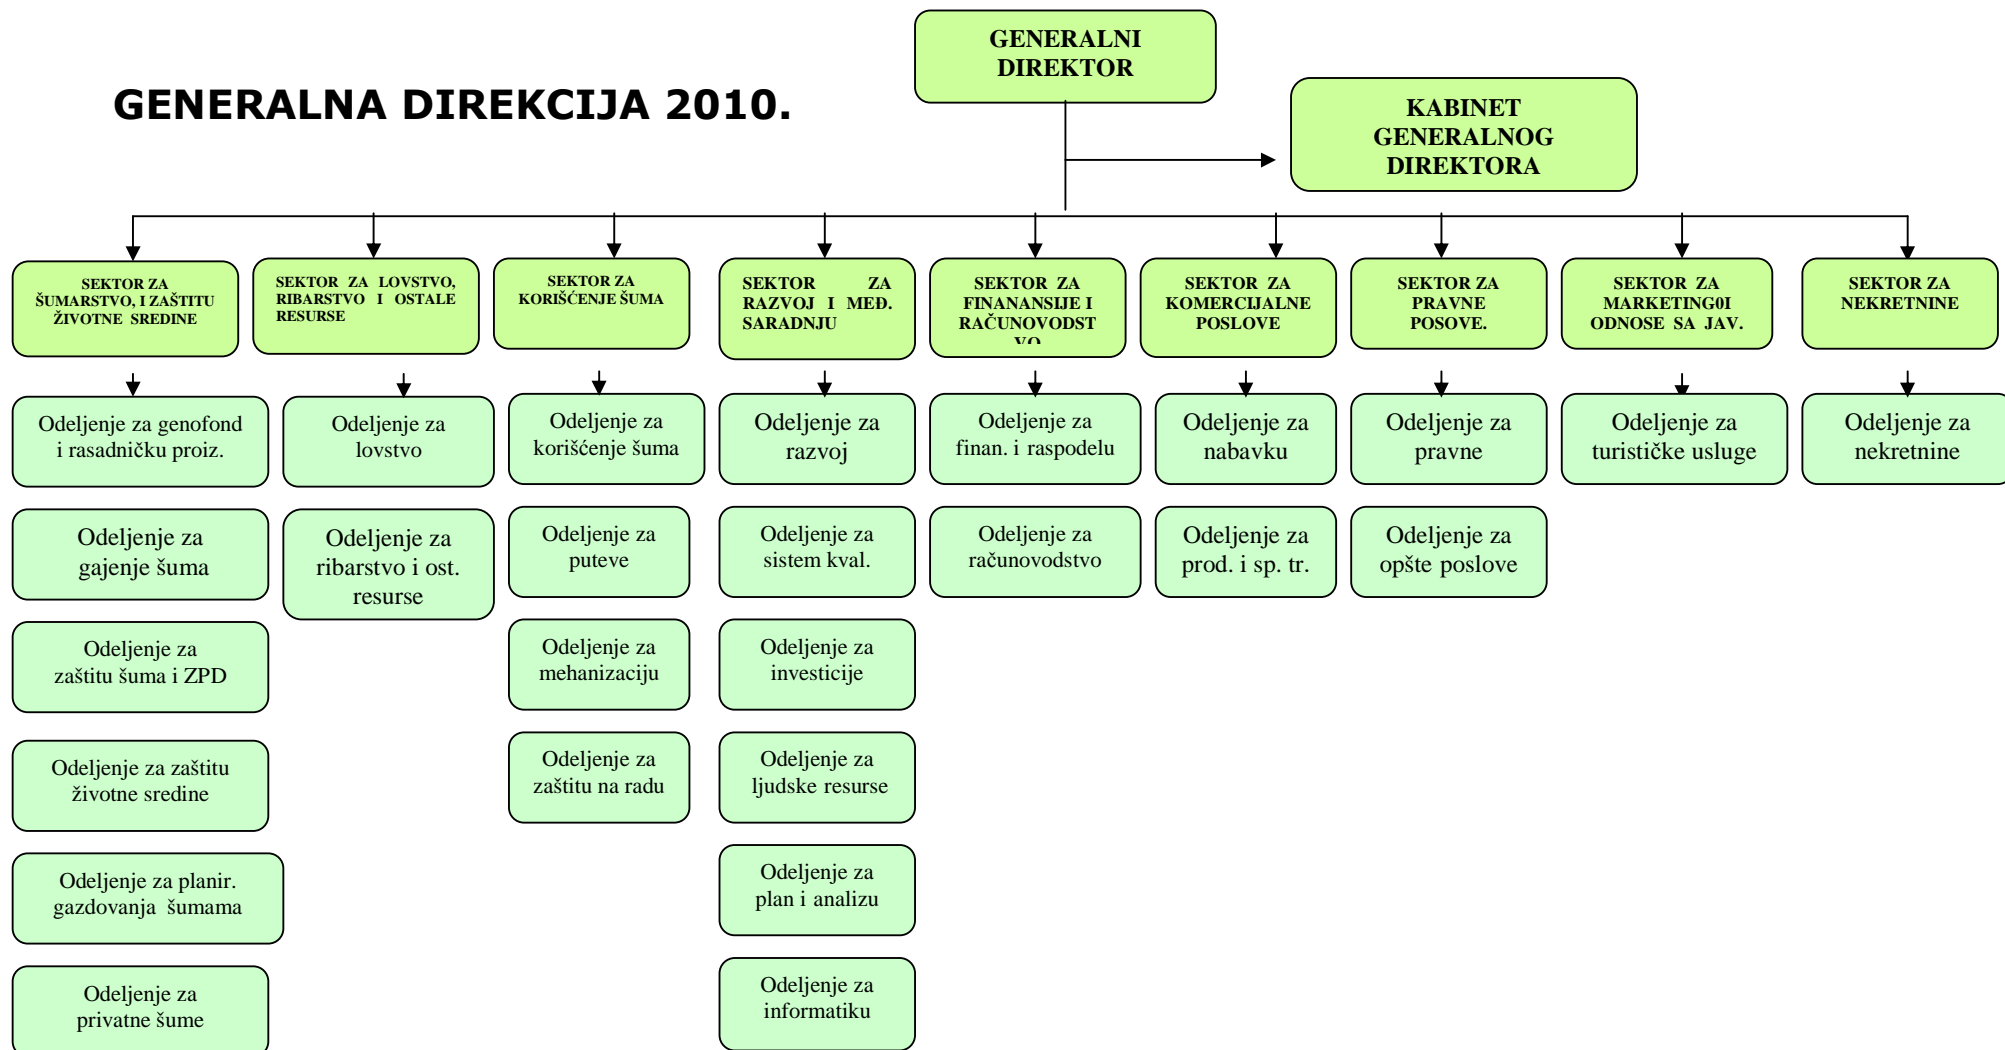 GENERALNA DIREKCIJA 2010.
GENERALNI
DIREKTOR
KABINET
GENERALNOG
DIREKTORA
SEKTOR ZA
ŠUMARSTVO, I ZAŠTITU
ŽIVOTNE SREDINE
SEKTOR ZA LOVSTVO,
RIBARSTVO I OSTALE
RESURSE
SEKTOR ZA
KORIŠĆENJE ŠUMA
SEKTOR ZA
RAZVOJ I MEĐ.
SARADNJU
SEKTOR ZA
FINANANSIJE I
RAČUNOVODST
VO
SEKTOR ZA
KOMERCIJALNE
POSLOVE
SEKTOR ZA
PRAVNE
POSOVE.
SEKTOR ZA
MARKETING0I
ODNOSE SA JAV.
SEKTOR ZA
NEKRETNINE
Odeljenje za genofond
i rasadničku proiz.
Odeljenje za
lovstvo
Odeljenje za
korišćenje šuma
Odeljenje za
razvoj
Odeljenje za
finan. i raspodelu
Odeljenje za
nabavku
Odeljenje za
pravne
Odeljenje za
turističke usluge
Odeljenje za
nekretnine
Odeljenje za
gajenje šuma
Odeljenje za
ribarstvo i ost.
resurse
Odeljenje za
puteve
Odeljenje za
sistem kval.
Odeljenje za
računovodstvo
Odeljenje za
prod. i sp. tr.
Odeljenje za
opšte poslove
Odeljenje za
zaštitu šuma i ZPD
Odeljenje za
mehanizaciju
Odeljenje za
investicije
Odeljenje za zaštitu
životne sredine
Odeljenje za
zaštitu na radu
Odeljenje za
ljudske resurse
Odeljenje za planir.
gazdovanja šumama
Odeljenje za
plan i analizu
Odeljenje za
privatne šume
Odeljenje za
informatiku